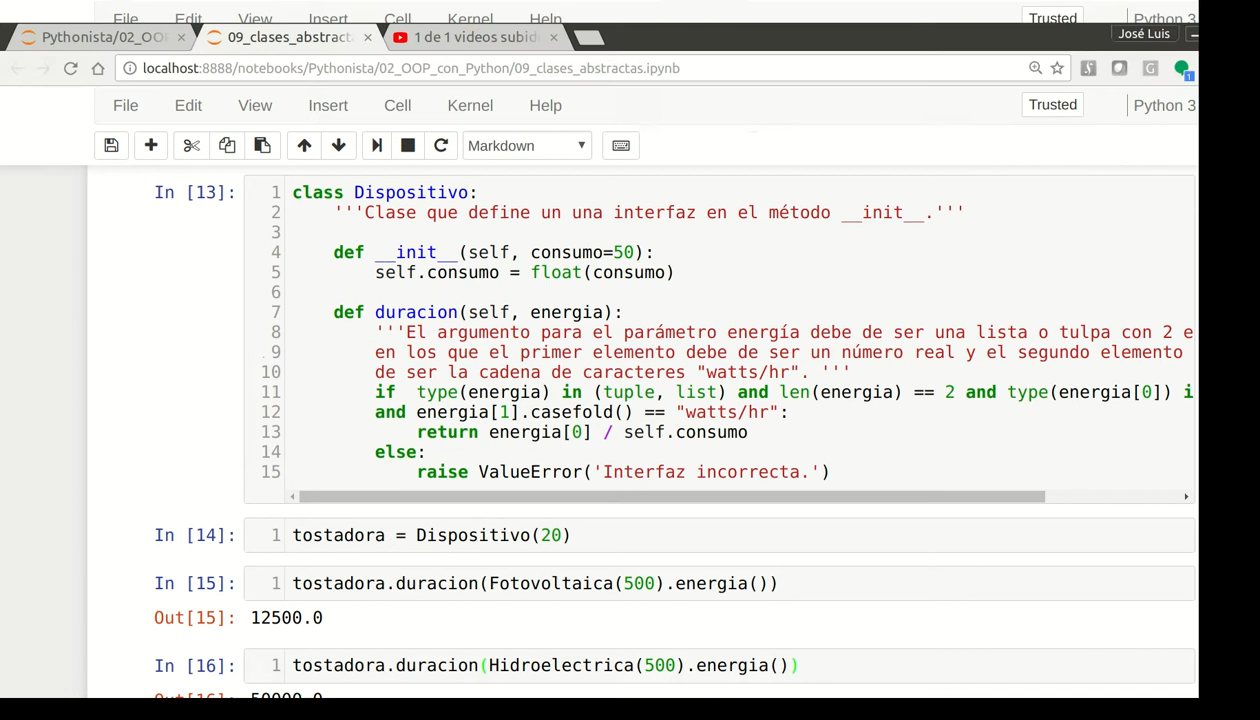 File Edit View Insert Cell Kernel Help Trusted Python 3
Pythonista/02_OO × 09_clases_abstract × 1 de 1 videos subid × José Luis
localhost:8888/notebooks/Pythonista/02_OOP_con_Python/09_clases_abstractas.ipynb
File Edit View Insert Cell Kernel Help Trusted Python 3
Markdown
In [13]:
1 class Dispositivo:
2 '''Clase que define un una interfaz en el método __init__.'''
3
4 def __init__(self, consumo=50):
5 self.consumo = float(consumo)
6
7 def duracion(self, energia):
8 '''El argumento para el parámetro energía debe de ser una lista o tulpa con 2 e
9 en los que el primer elemento debe de ser un número real y el segundo elemento
10 de ser la cadena de caracteres "watts/hr". '''
11 if type(energia) in (tuple, list) and len(energia) == 2 and type(energia[0]) i
12 and energia[1].casefold() == "watts/hr":
13 return energia[0] / self.consumo
14 else:
15 raise ValueError('Interfaz incorrecta.')
In [14]: 1 tostadora = Dispositivo(20)
In [15]: 1 tostadora.duracion(Fotovoltaica(500).energia())
Out[15]: 12500.0
In [16]: 1 tostadora.duracion(Hidroelectrica(500).energia())
Out[16]: 50000.0